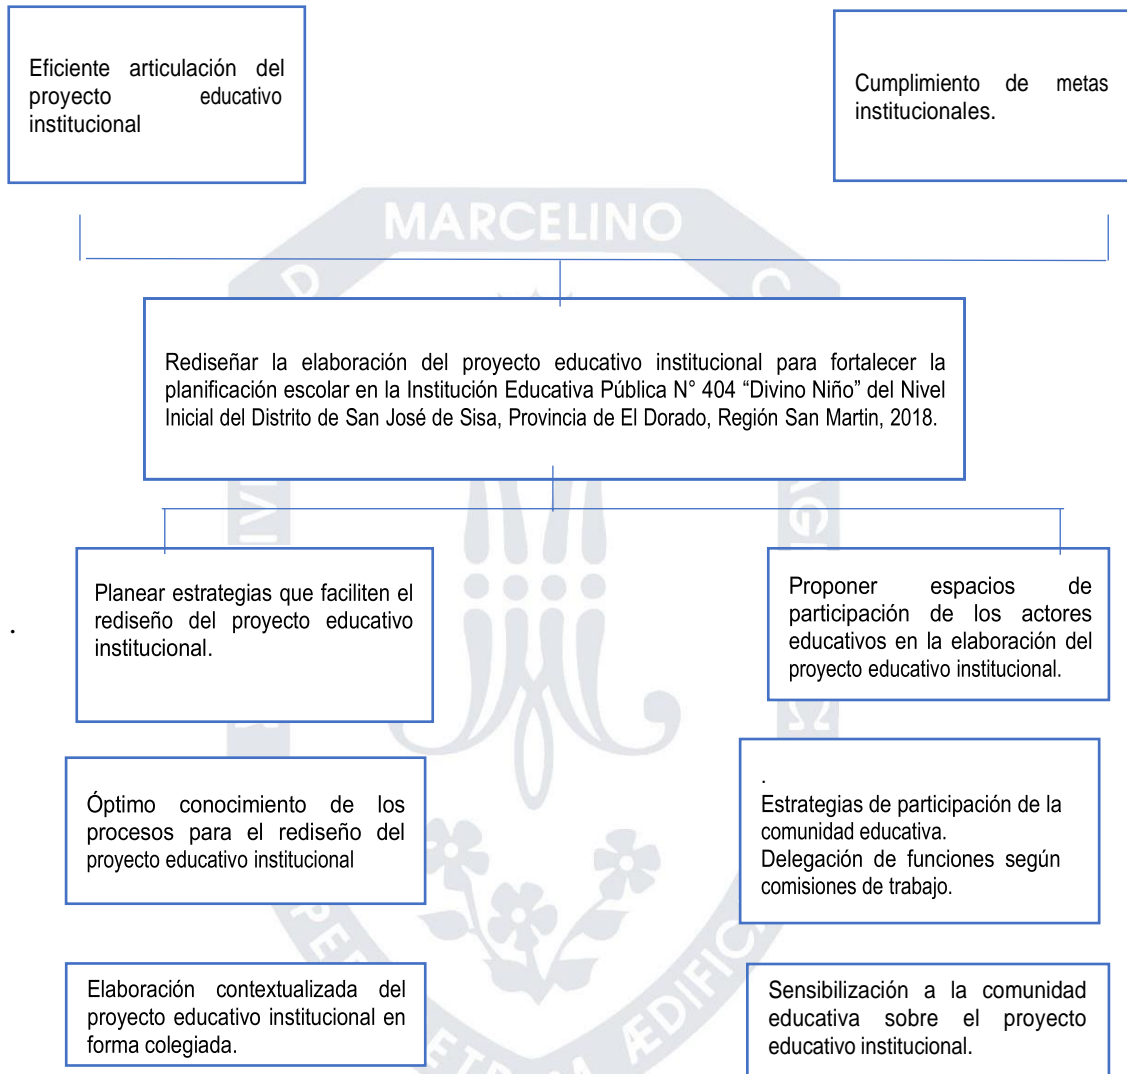 Eficiente articulación del
proyecto educativo
institucional
Cumplimiento de metas
institucionales.
MARCELINO
Rediseñar la elaboración del proyecto educativo institucional para fortalecer la
planificación escolar en la Institución Educativa Pública N° 404 “Divino Niño” del Nivel
Inicial del Distrito de San José de Sisa, Provincia de El Dorado, Región San Martin, 2018.
Planear estrategias que faciliten el
rediseño del proyecto educativo
institucional.
.
Proponer espacios de
participación de los actores
educativos en la elaboración del
proyecto educativo institucional.
Óptimo conocimiento de los
procesos para el rediseño del
proyecto educativo institucional
.
Estrategias de participación de la
comunidad educativa.
Delegación de funciones según
comisiones de trabajo.
Elaboración contextualizada del
proyecto educativo institucional en
forma colegiada.
Sensibilización a la comunidad
educativa sobre el proyecto
educativo institucional.